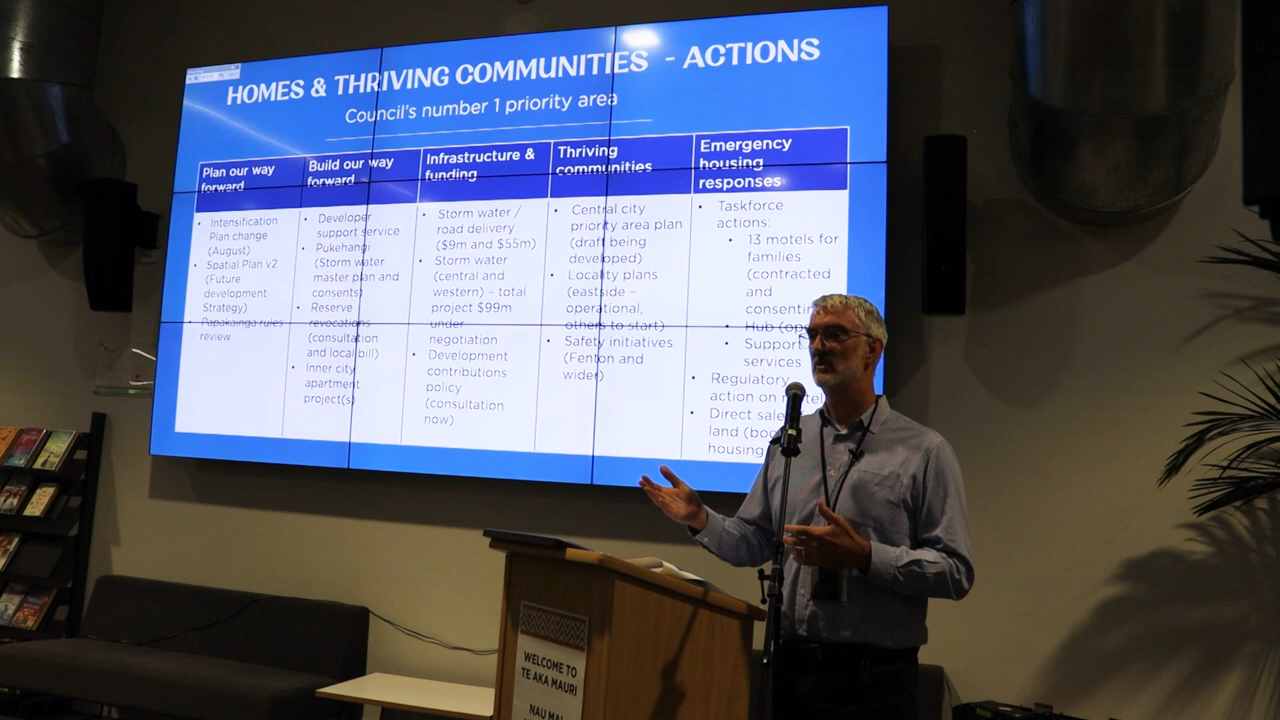 HOMES & THRIVING COMMUNITIES - ACTIONS
Council's number 1 priority area
Plan our way
forward
Intensification
Plan change
(August)
Spatial Plan v2
(Future
development
Strategy)
Papakainga rules
review
Build our way
forward
Developer
support service
Pukehangi
(Storm water
master plan and
consents)
Reserve
revocations
(consultation
and local bill)
Inner city
apartment
project(s)
Infrastructure &
funding
Storm water /
road delivery
($9m and $55m)
Storm water
(central and
western) – total
project $99m
under
negotiation
Development
contributions
policy
(consultation
now)
Thriving
communities
Central city
priority area plan
(draft being
developed)
Locality plans
(eastside –
operational,
others to start)
Safety initiatives
(Fenton and
wider)
Emergency
housing
responses
Taskforce
actions:
13 motels for
families
(contracted
and
Hub
Support
services
Regulatory
action on
Direct
land
housing
WELCOME TO
TE AKA MAURI
NAU MAI